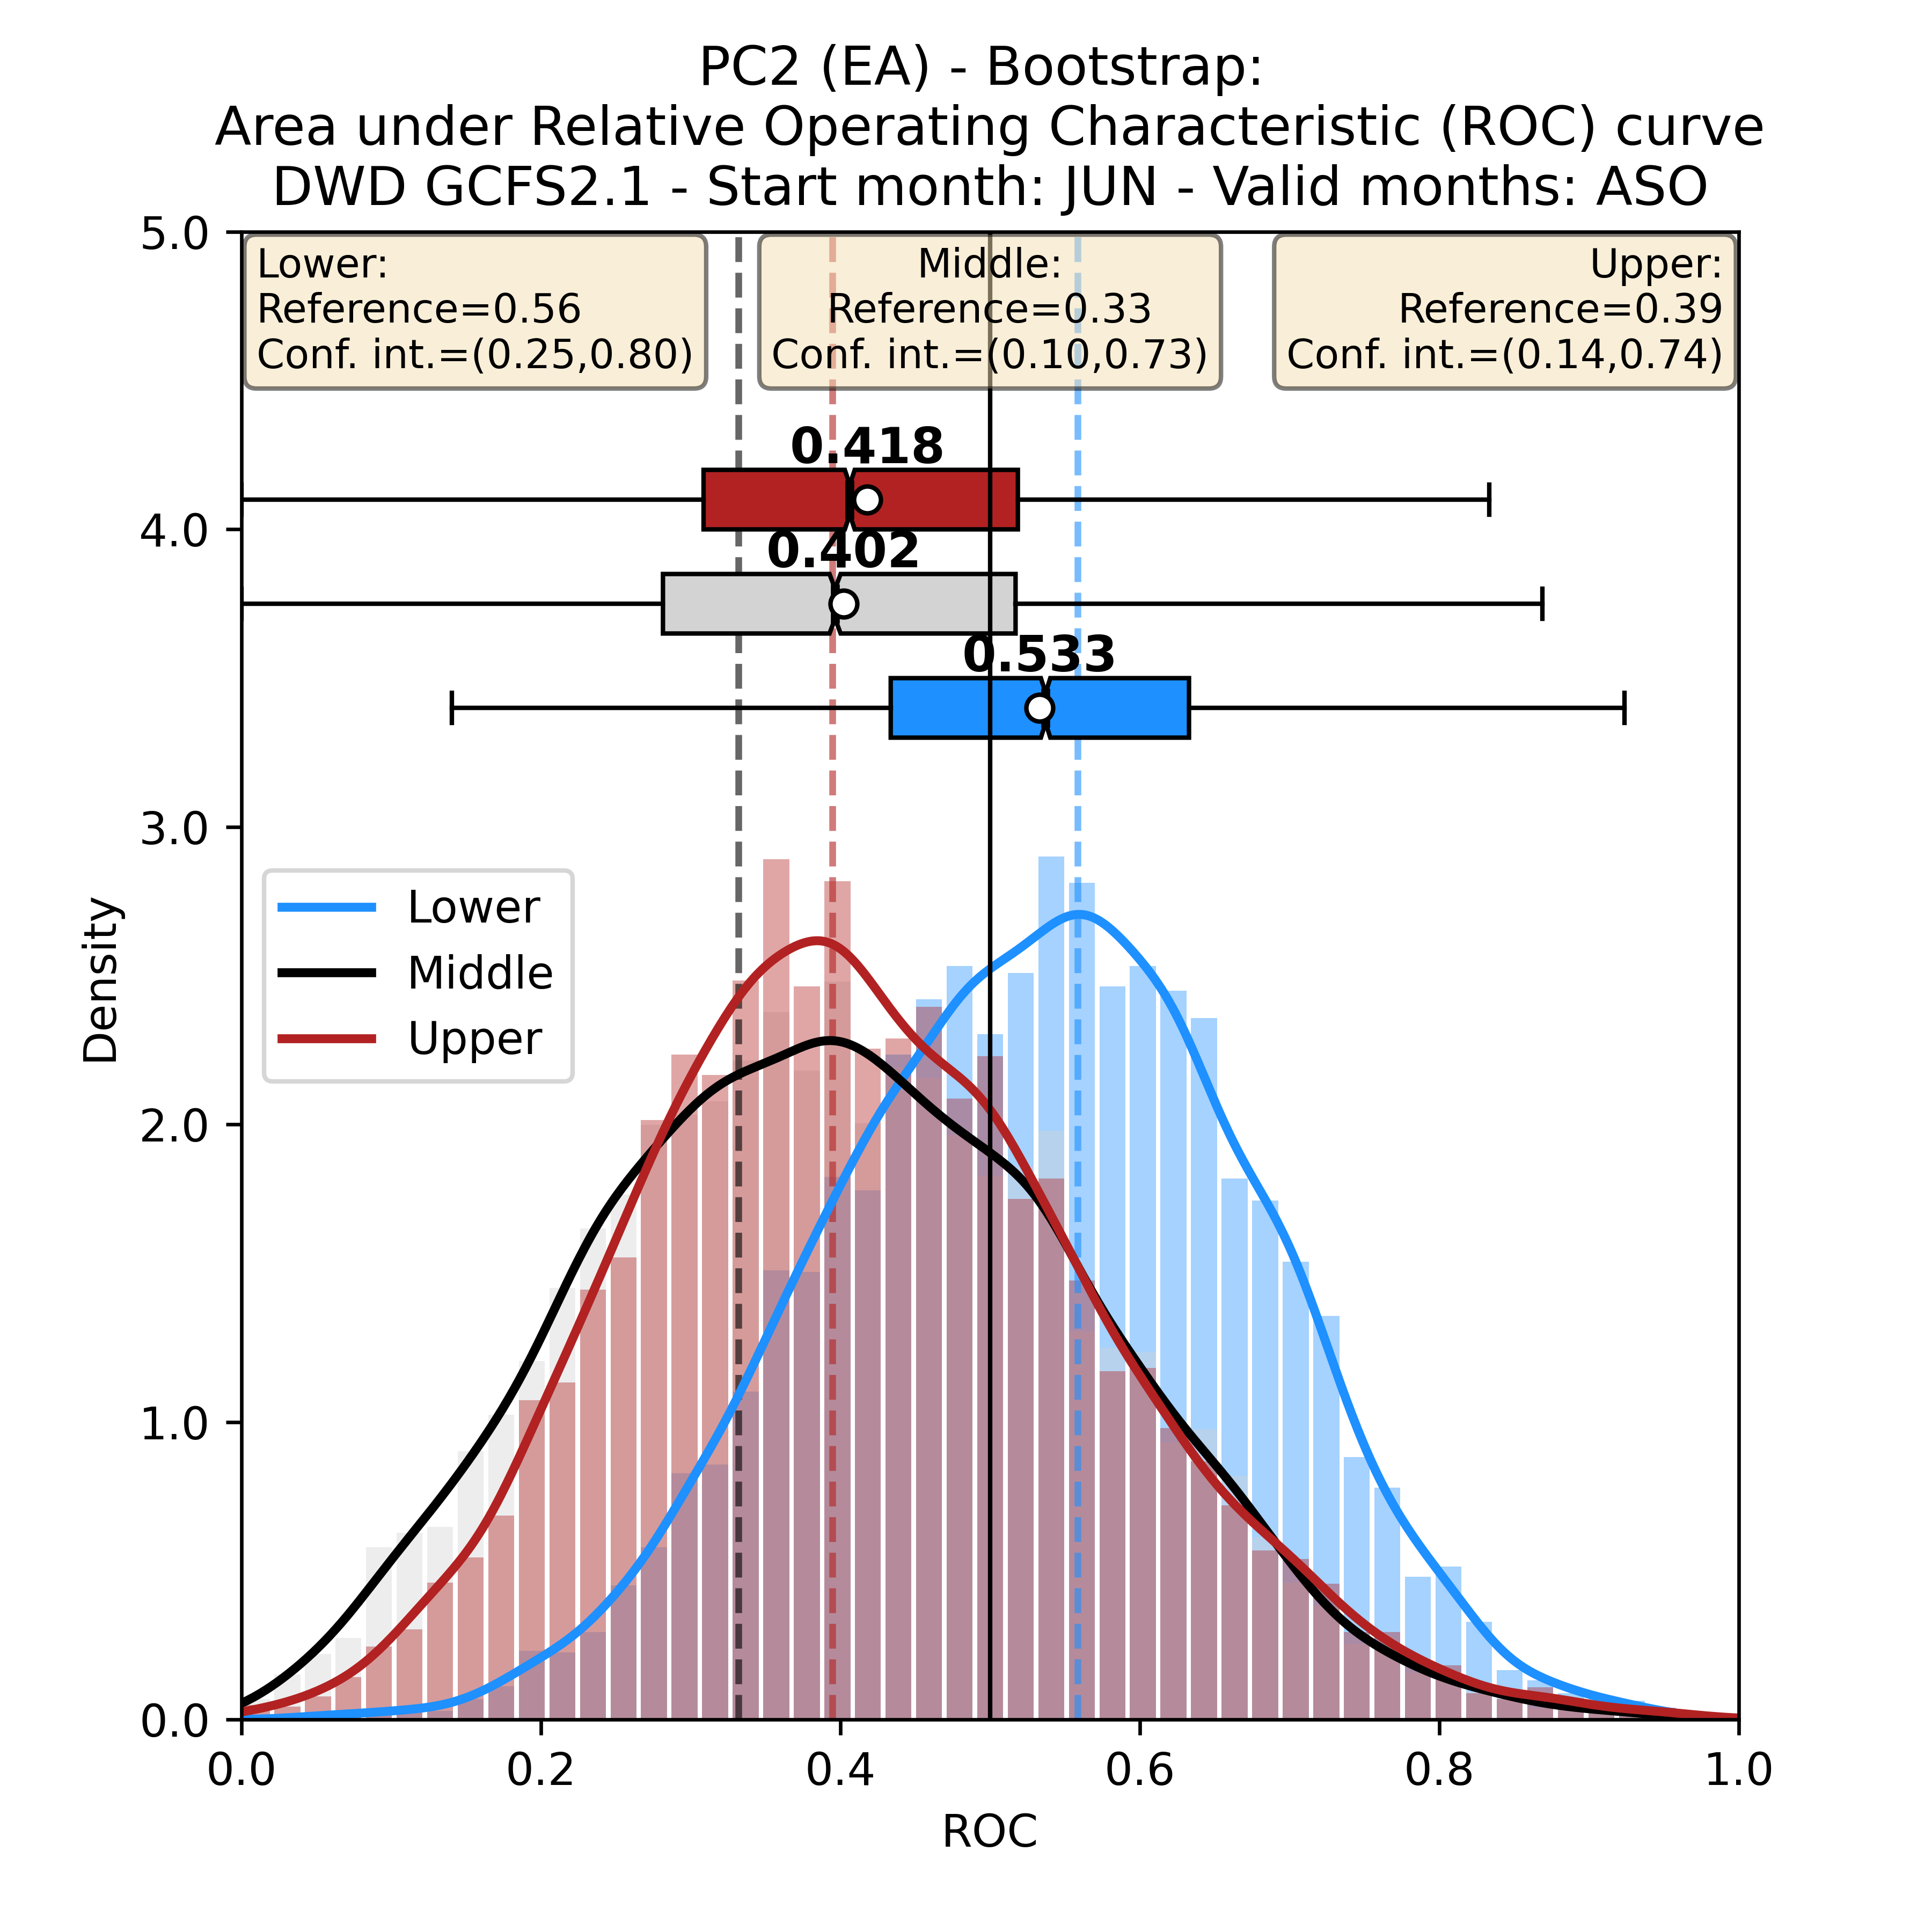 PC2 (EA) - Bootstrap:
Area under Relative Operating Characteristic (ROC) curve
DWD GCFS2.1 - Start month: JUN - Valid months: ASO
Lower:
Reference=0.56
Conf. int.=(0.25,0.80)
Middle:
Reference=0.33
Conf. int.=(0.10,0.73)
Upper:
Reference=0.39
Conf. int.=(0.14,0.74)
0.418
0.402
0.533
5.0
4.0
3.0
2.0
1.0
0.0
Density
Lower
Middle
Upper
0.0
0.2
0.4
0.6
0.8
1.0
ROC